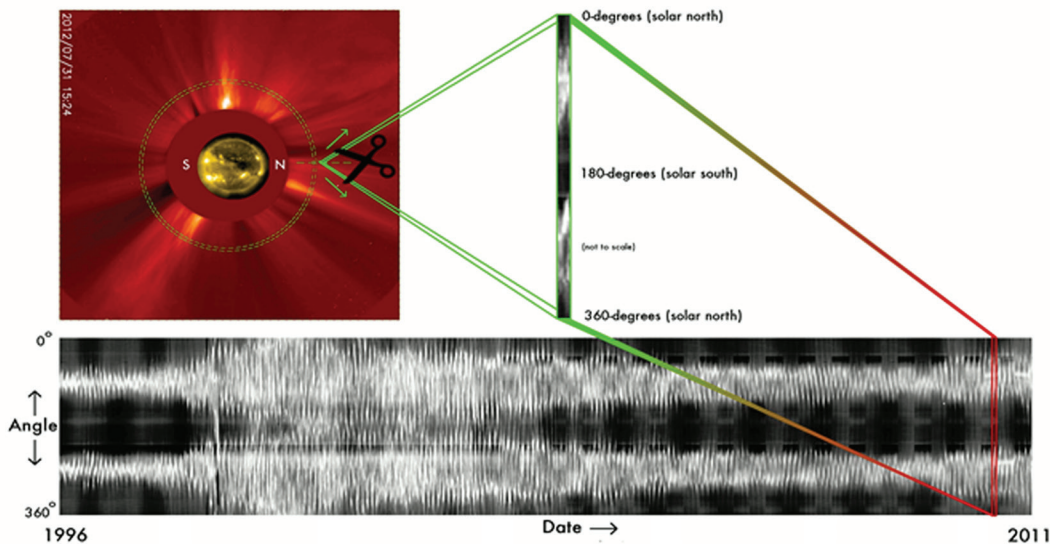 2012/07/31 15:24
S
N
0-degrees (solar north)
180-degrees (solar south)
(not to scale)
360-degrees (solar north)
0°
Angle
360°
1996
Date
2011